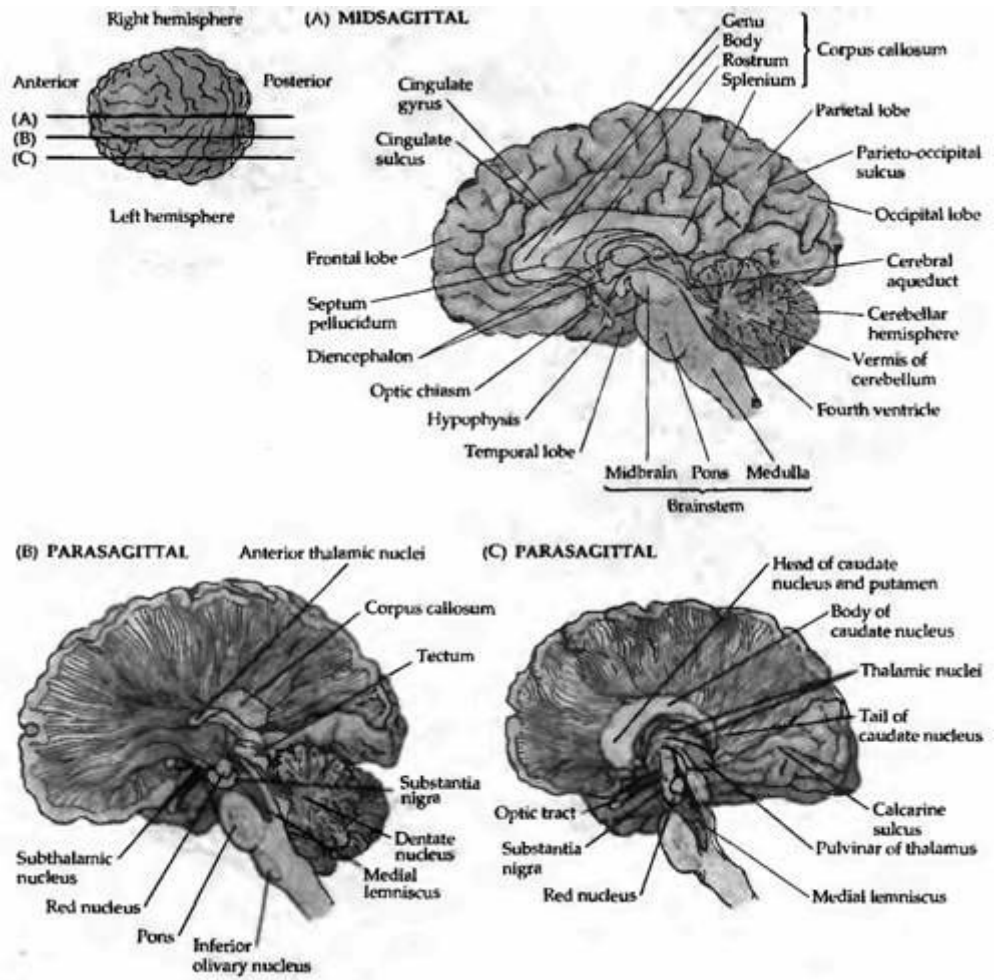 Right hemisphere
Anterior
Posterior
(A)
(B)
(C)
Left hemisphere
(A) MIDSAGITTAL
Genu
Body
Rostrum
Splenium
Corpus callosum
Cingulate
gyrus
Cingulate
sulcus
Parietal lobe
Parieto-occipital
sulcus
Occipital lobe
Frontal lobe
Cerebral
aqueduct
Septum
pellucidum
Cerebellar
hemisphere
Diencephalon
Vermis of
cerebellum
Optic chiasm
Fourth ventricle
Hypophysis
Temporal lobe
Midbrain Pons Medulla
Brainstem
(B) PARASAGITTAL
Anterior thalamic nuclei
Corpus callosum
Tectum
Substantia
nigra
Dentate
nucleus
Medial
lemniscus
Subthalamic
nucleus
Red nucleus
Pons
Inferior
olivary nucleus
(C) PARASAGITTAL
Head of caudate
nucleus and putamen
Body of
caudate nucleus
Thalamic nuclei
Tail of
caudate nucleus
Optic tract
Calcarine
sulcus
Substantia
nigra
Pulvinar of thalamus
Red nucleus
Medial lemniscus